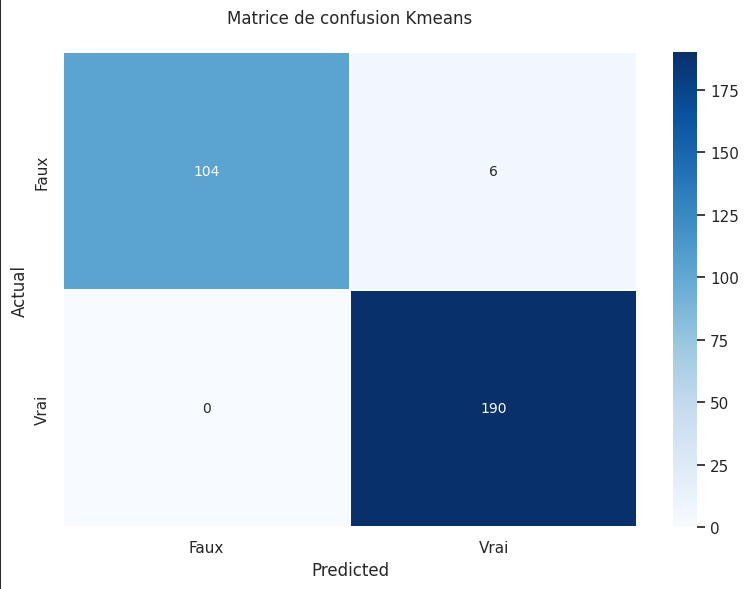 Matrice de confusion Kmeans
Actual
Faux
Vrai
104
6
0
190
Faux
Vrai
Predicted
175
150
125
100
75
50
25
0